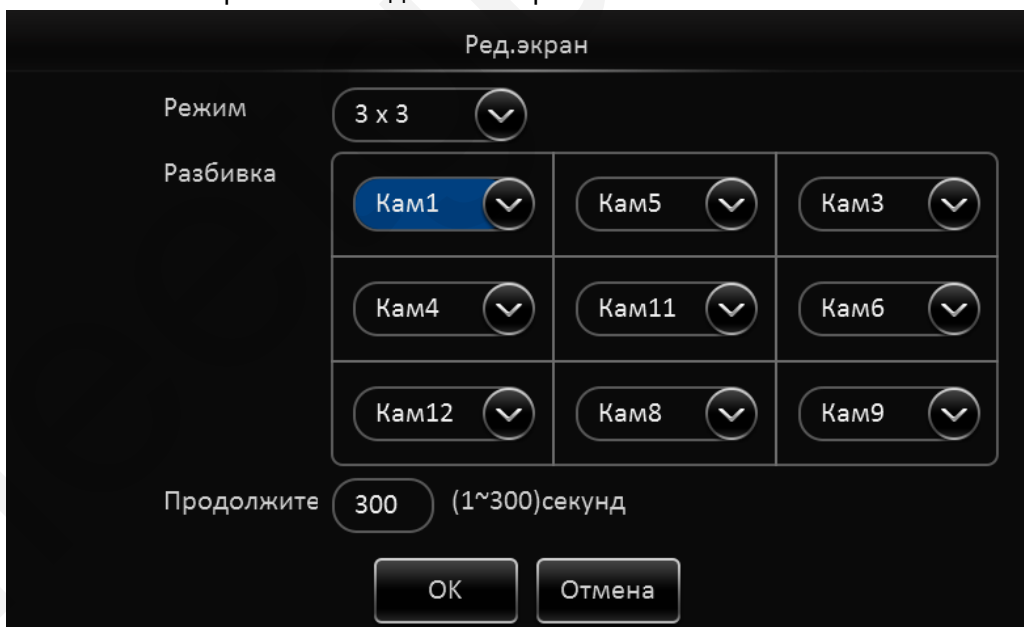 Ред.экран
Режим 3 x 3
Разбивка
Кам1 Кам5 Кам3
Кам4 Кам11 Кам6
Кам12 Кам8 Кам9
Продолжите 300 (1~300)секунд
OK Отмена